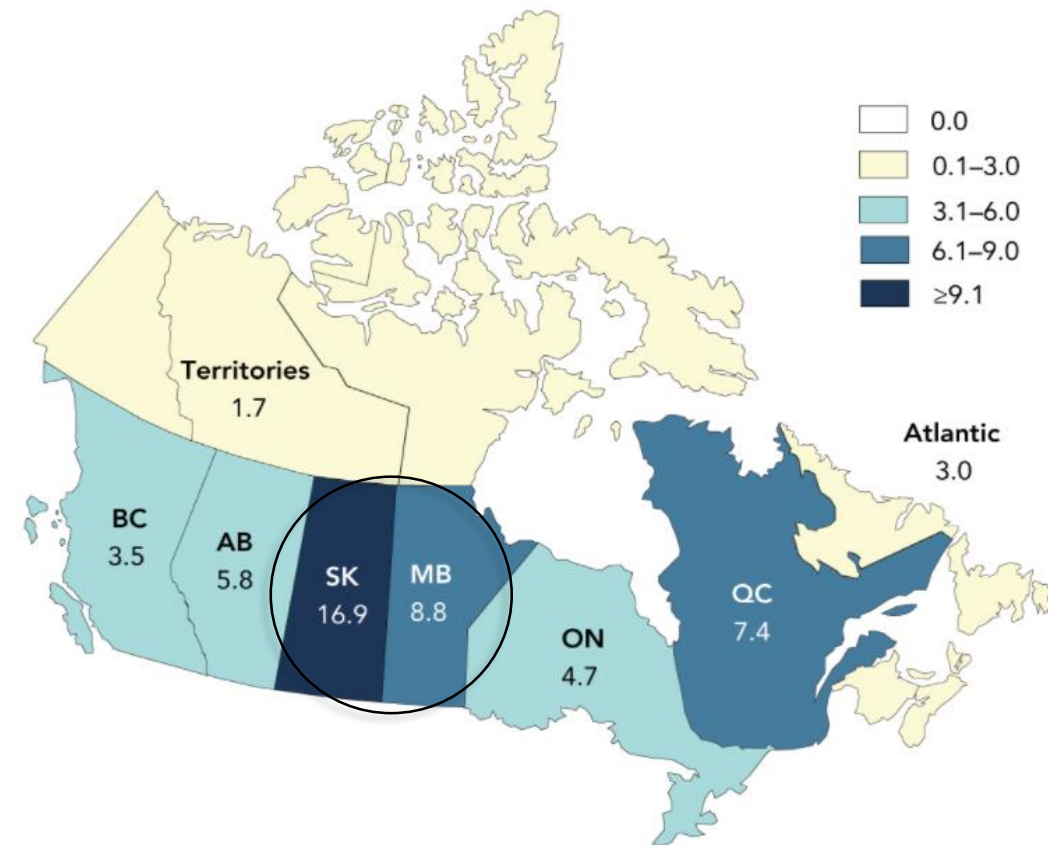 0.0
0.1–3.0
3.1–6.0
6.1–9.0
≥9.1
Territories
1.7
Atlantic
3.0
BC
3.5
AB
5.8
SK
16.9
MB
8.8
ON
4.7
QC
7.4